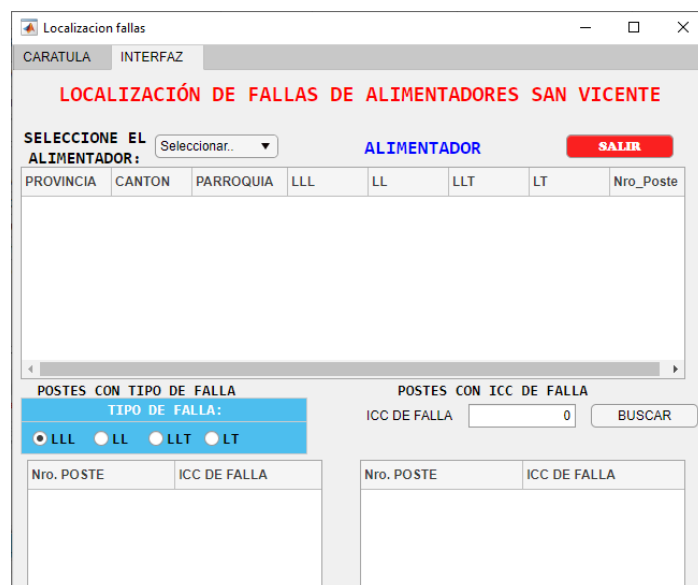 Localizacion fallas
CARATULA INTERFAZ
LOCALIZACIÓN DE FALLAS DE ALIMENTADORES SAN VICENTE
SELECCIONE EL
ALIMENTADOR:
Seleccionar..
ALIMENTADOR
SALIR
PROVINCIA CANTON PARROQUIA LLL LL LLT LT Nro_Poste
POSTES CON TIPO DE FALLA
TIPO DE FALLA:
LLL LL LLT LT
POSTES CON ICC DE FALLA
ICC DE FALLA 0 BUSCAR
Nro. POSTE ICC DE FALLA
Nro. POSTE ICC DE FALLA